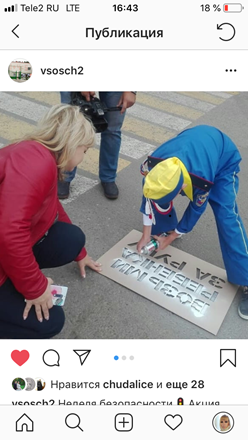 Tele2 RU LTE 16:43 18 %
Публикация
vsosch2
ВОЗЬМИ
РЕБЕНКА
ЗА РУКУ
Нравится chudalice и еще 28
vsosch2 Неделя безопасности Акция